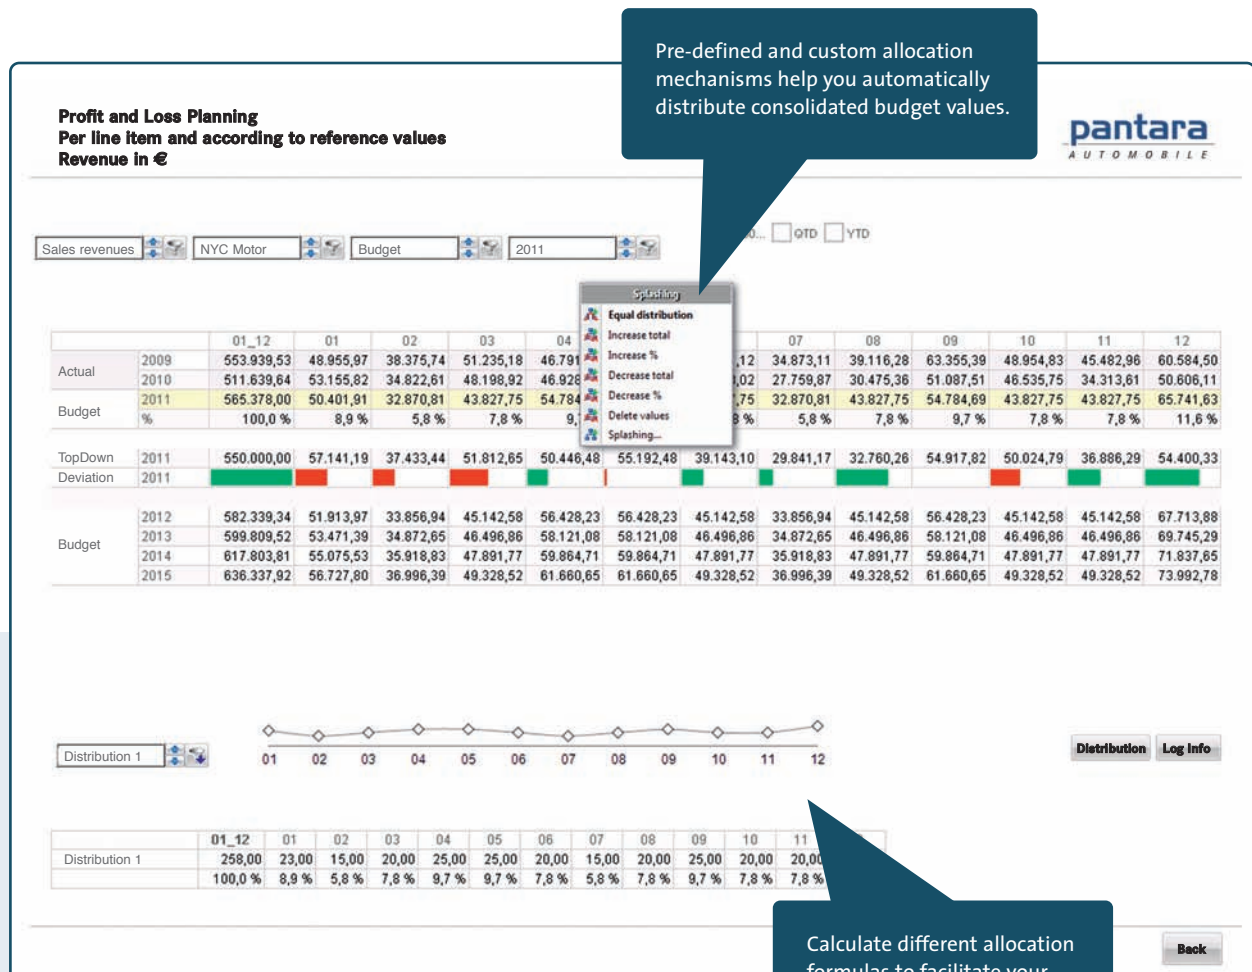 Pre-defined and custom allocation
mechanisms help you automatically
distribute consolidated budget values.
Profit and Loss Planning
Per line item and according to reference values
Revenue in €
pantara
AUTOMOBILE
Sales revenues NYC Motor Budget 2011 QTD YTD
Splashing
Equal distribution
Increase total
Increase %
Decrease total
Decrease %
Delete values
Splashing...
01_12 01 02 03 04 07 08 09 10 11 12
Actual
2009 553.939,53 48.955,97 38.375,74 51.235,18 46.791 ,12 34.873,11 39.116,28 63.355,39 48.954,83 45.482,96 60.584,50
2010 511.639,64 53.155,82 34.822,61 48.198,92 46.928 ,02 27.759,87 30.475,36 51.087,51 46.535,75 34.313,61 50.606,11
Budget
2011 565.378,00 50.401,91 32.870,81 43.827,75 54.784 ,75 32.870,81 43.827,75 54.784,69 43.827,75 43.827,75 65.741,63
% 100,0 % 8,9 % 5,8 % 7,8 % 9, % 5,8 % 7,8 % 9,7 % 7,8 % 7,8 % 11,6 %
TopDown 2011 550.000,00 57.141,19 37.433,44 51.812,65 50.446,48 55.192,48 39.143,10 29.841,17 32.760,26 54.917,82 50.024,79 36.886,29 54.400,33
Deviation 2011
Budget
2012 582.339,34 51.913,97 33.856,94 45.142,58 56.428,23 56.428,23 45.142,58 33.856,94 45.142,58 56.428,23 45.142,58 45.142,58 67.713,88
2013 599.809,52 53.471,39 34.872,65 46.496,86 58.121,08 58.121,08 46.496,86 34.872,65 46.496,86 58.121,08 46.496,86 46.496,86 69.745,29
2014 617.803,81 55.075,53 35.918,83 47.891,77 59.864,71 59.864,71 47.891,77 35.918,83 47.891,77 59.864,71 47.891,77 47.891,77 71.837,65
2015 636.337,92 56.727,80 36.996,39 49.328,52 61.660,65 61.660,65 49.328,52 36.996,39 49.328,52 61.660,65 49.328,52 49.328,52 73.992,78
Distribution 1
01 02 03 04 05 06 07 08 09 10 11 12
Distribution Log Info
01_12 01 02 03 04 05 06 07 08 09 10 11
Distribution 1 258,00 23,00 15,00 20,00 25,00 25,00 20,00 15,00 20,00 25,00 20,00 20,00
100,0 % 8,9 % 5,8 % 7,8 % 9,7 % 9,7 % 7,8 % 5,8 % 7,8 % 9,7 % 7,8 % 7,8 %
Calculate different allocation
formulas to facilitate your
Back